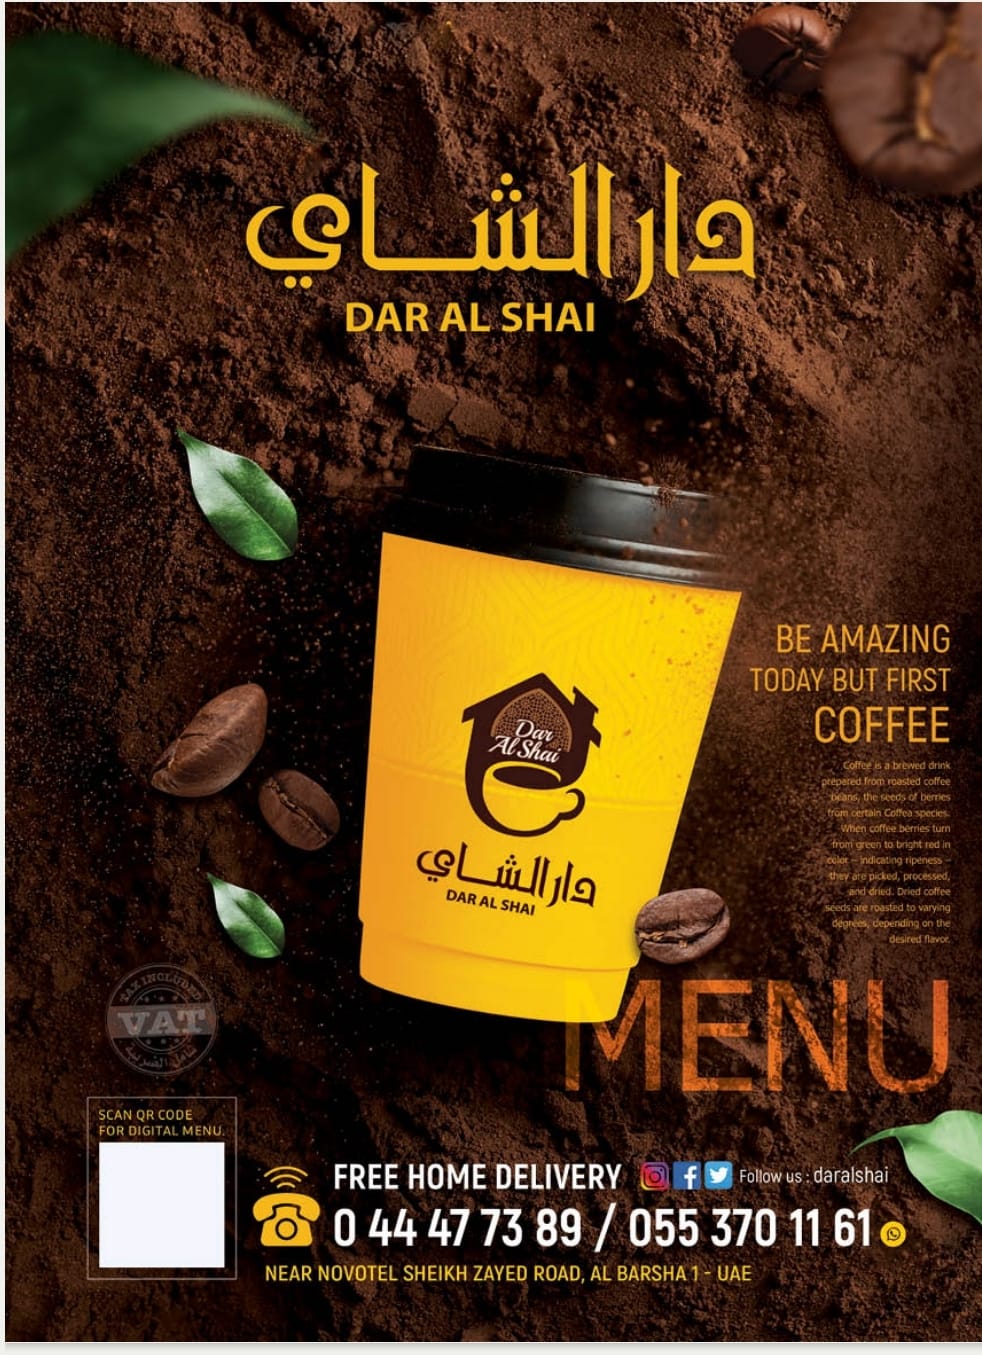 دار الشاي
DAR AL SHAI
Dar
Al Shai
دار الشاي
DAR AL SHAI
BE AMAZING
TODAY BUT FIRST
COFFEE
Coffee is a brewed drink
prepared from roasted coffee
beans, the seeds of berries
from certain Coffea species.
When coffee berries turn
from green to bright red in
color – indicating ripeness –
they are picked, processed,
and dried. Dried coffee
seeds are roasted to varying
degrees, depending on the
desired flavor.
MENU
TAX INCLUDED
VAT
شامل الضريبة
SCAN QR CODE
FOR DIGITAL MENU.
FREE HOME DELIVERY
Follow us : daralshai
0 44 47 73 89 / 055 370 11 61
NEAR NOVOTEL SHEIKH ZAYED ROAD, AL BARSHA 1 - UAE